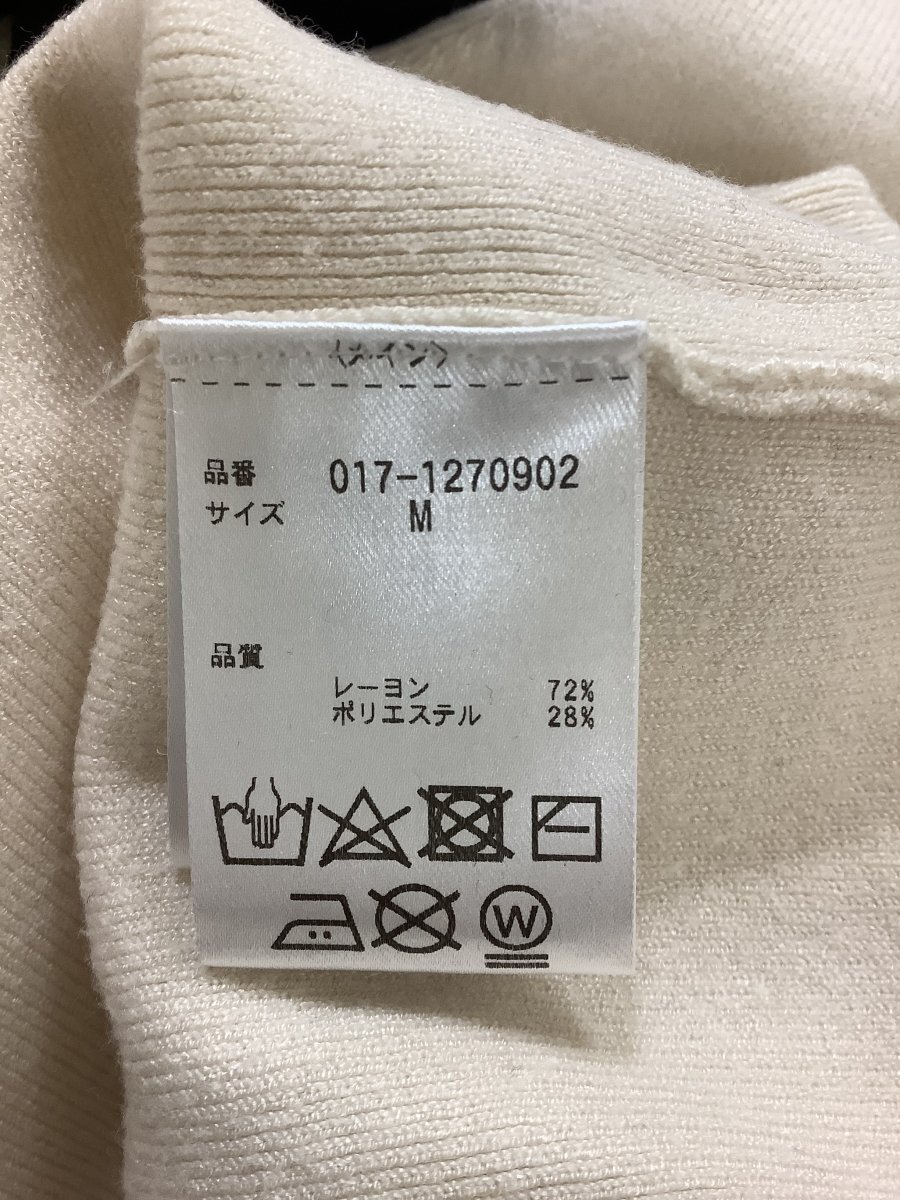 〈メイン〉
品番 017-1270902
サイズ M
品質
レーヨン 72%
ポリエステル 28%
W